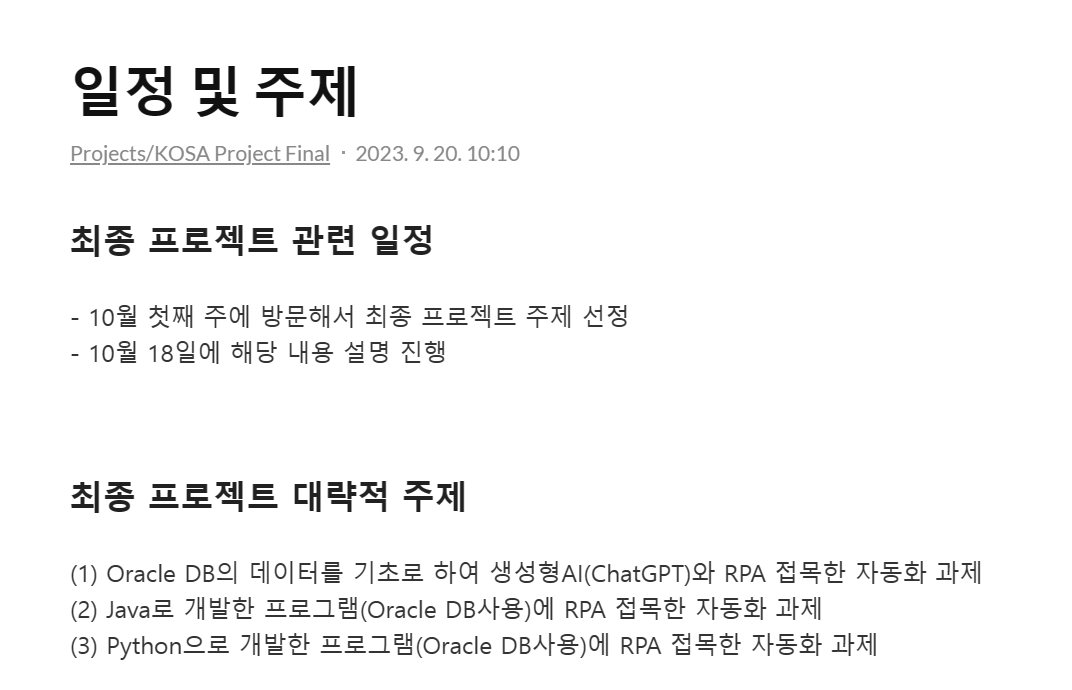 일정 및 주제
Projects/KOSA Project Final · 2023. 9. 20. 10:10
최종 프로젝트 관련 일정
- 10월 첫째 주에 방문해서 최종 프로젝트 주제 선정
- 10월 18일에 해당 내용 설명 진행
최종 프로젝트 대략적 주제
(1) Oracle DB의 데이터를 기초로 하여 생성형AI(ChatGPT)와 RPA 접목한 자동화 과제
(2) Java로 개발한 프로그램(Oracle DB사용)에 RPA 접목한 자동화 과제
(3) Python으로 개발한 프로그램(Oracle DB사용)에 RPA 접목한 자동화 과제